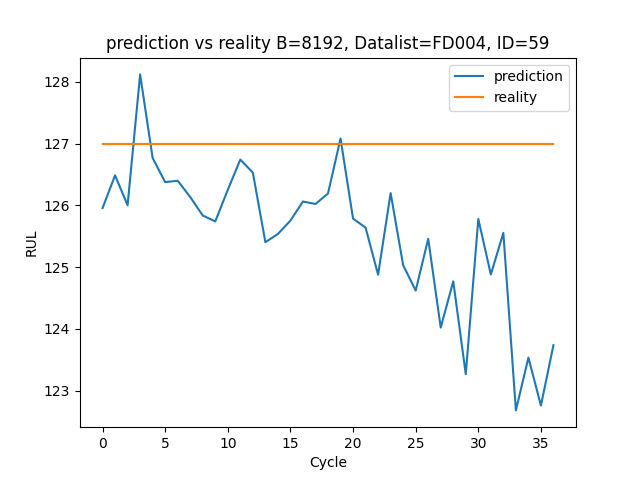 prediction vs reality B=8192, Datalist=FD004, ID=59
prediction
reality
128
127
126
125
124
123
RUL
0 5 10 15 20 25 30 35
Cycle